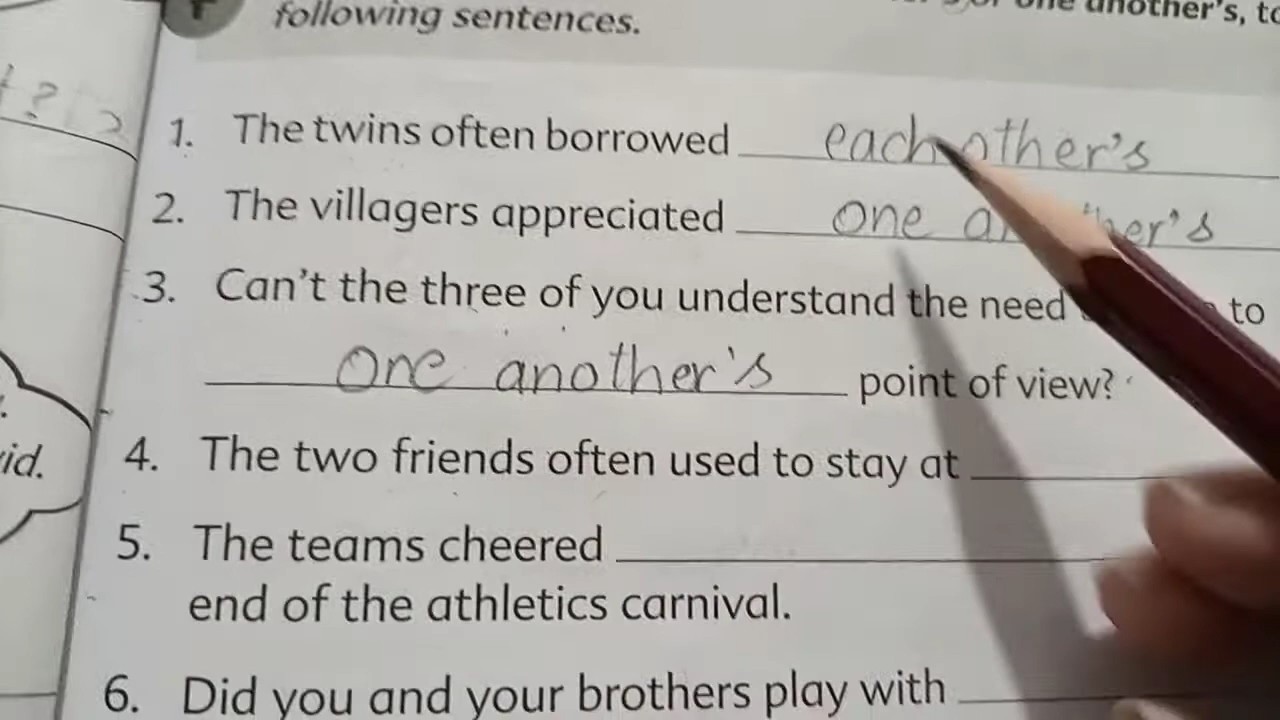 one another's, to
following sentences.
?
1. The twins often borrowed each other's
2. The villagers appreciated one
3. Can't the three of you understand the need to
one another's point of view?
id.
4. The two friends often used to stay at
5. The teams cheered
end of the athletics carnival.
6. Did you and your brothers play with